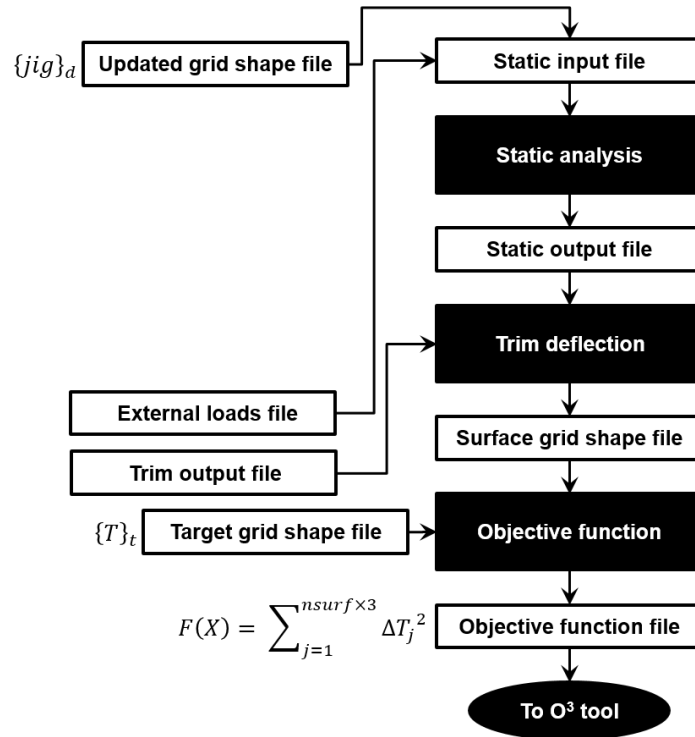 Static input file
{jig}_d Updated grid shape file
Static analysis
Static output file
Trim deflection
External loads file
Surface grid shape file
Trim output file
{T}_t Target grid shape file
Objective function
F(X) = ∑_{j=1}^{nsurf×3} ΔT_j²
Objective function file
To O³ tool